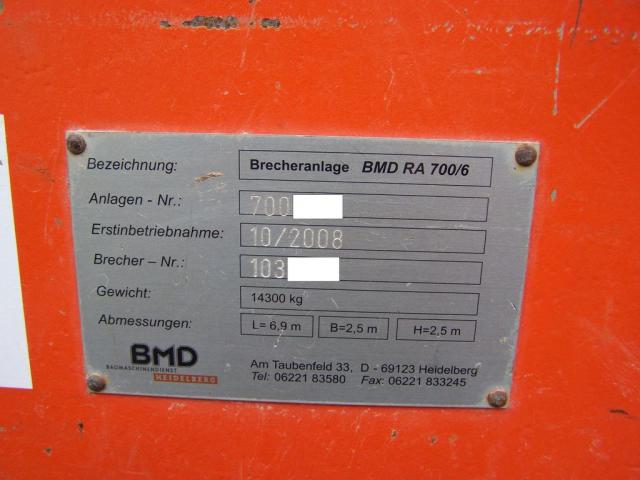 Bezeichnung: Brecheranlage BMD RA 700/6
Anlagen - Nr.: 700
Erstinbetriebnahme: 10/2008
Brecher – Nr.: 103
Gewicht: 14300 kg
Abmessungen: L= 6,9 m B=2,5 m H=2,5 m
BMD
BAUMASCHINENDIENST
HEIDELBERG
Am Taubenfeld 33, D - 69123 Heidelberg
Tel: 06221 83580 Fax: 06221 833245